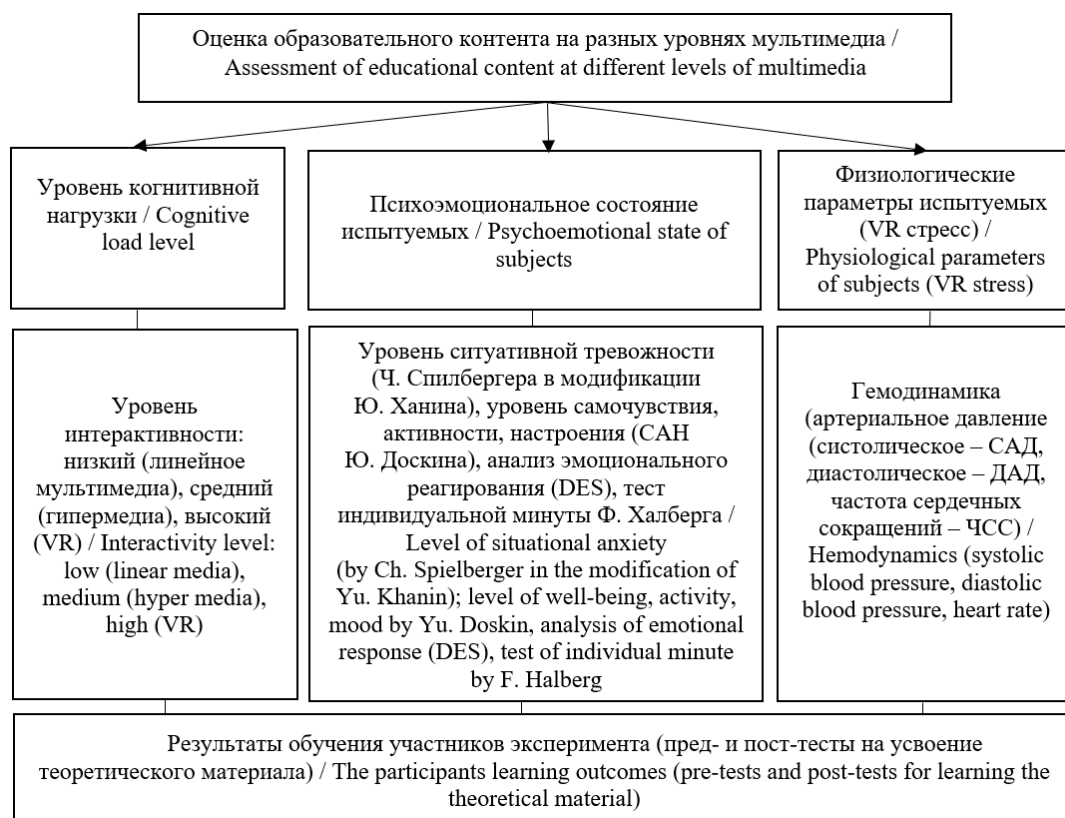 Оценка образовательного контента на разных уровнях мультимедиа /
Assessment of educational content at different levels of multimedia
Уровень когнитивной
нагрузки / Cognitive
load level
Психоэмоциональное состояние
испытуемых / Psychoemotional state of
subjects
Физиологические
параметры испытуемых
(VR стресс) /
Physiological parameters
of subjects (VR stress)
Уровень
интерактивности:
низкий (линейное
мультимедиа), средний
(гипермедиа), высокий
(VR) / Interactivity level:
low (linear media),
medium (hyper media),
high (VR)
Уровень ситуативной тревожности
(Ч. Спилбергера в модификации
Ю. Ханина), уровень самочувствия,
активности, настроения (САН
Ю. Доскина), анализ эмоционального
реагирования (DES), тест
индивидуальной минуты Ф. Халберга /
Level of situational anxiety
(by Ch. Spielberger in the modification of
Yu. Khanin); level of well-being, activity,
mood by Yu. Doskin, analysis of emotional
response (DES), test of individual minute
by F. Halberg
Гемодинамика
(артериальное давление
(систолическое – САД,
диастолическое – ДАД,
частота сердечных
сокращений – ЧСС) /
Hemodynamics (systolic
blood pressure, diastolic
blood pressure, heart rate)
Результаты обучения участников эксперимента (пред- и пост-тесты на усвоение
теоретического материала) / The participants learning outcomes (pre-tests and post-tests for learning the
theoretical material)